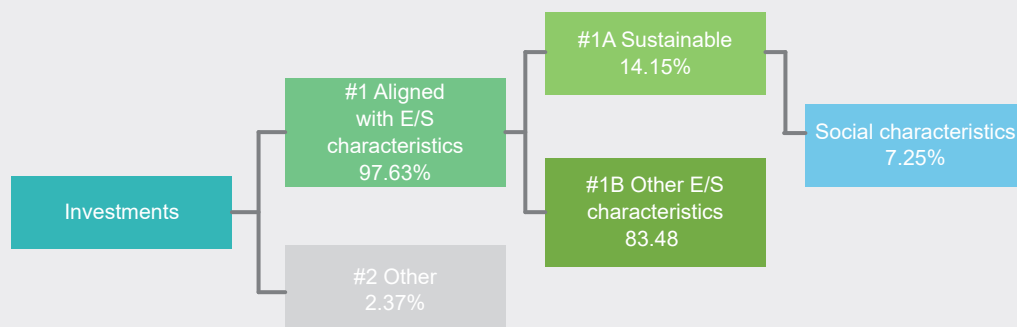 Investments
#1 Aligned
with E/S
characteristics
97.63%
#2 Other
2.37%
#1A Sustainable
14.15%
#1B Other E/S
characteristics
83.48
Social characteristics
7.25%